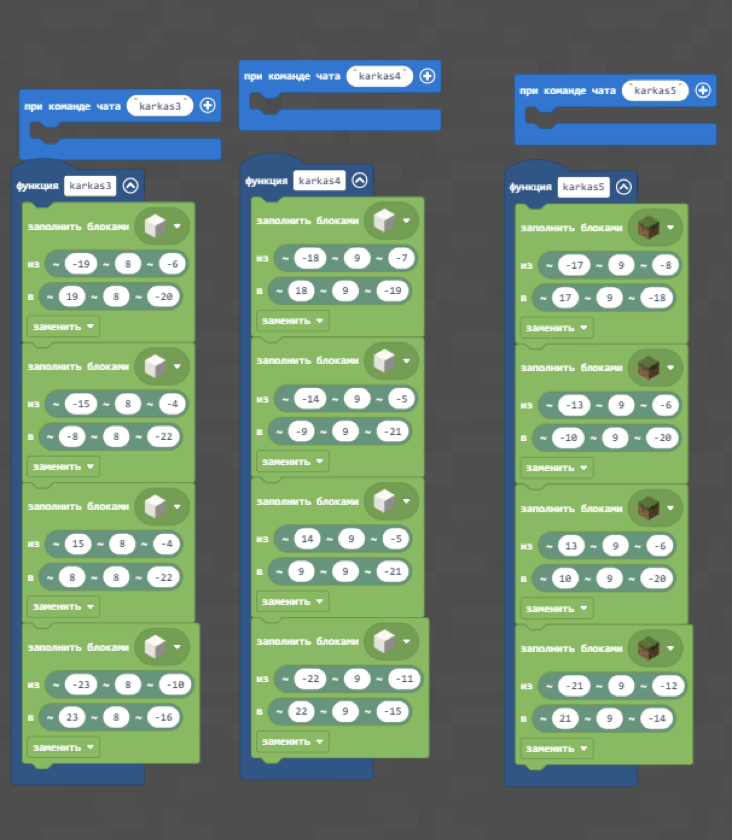 при команде чата "karkas3"
функция karkas3
заполнить блоками
из ~ -19 ~ 8 ~ -6
в ~ 19 ~ 8 ~ -20
заменить
заполнить блоками
из ~ -15 ~ 8 ~ -4
в ~ -8 ~ 8 ~ -22
заменить
заполнить блоками
из ~ 15 ~ 8 ~ -4
в ~ 8 ~ 8 ~ -22
заменить
заполнить блоками
из ~ -23 ~ 8 ~ -10
в ~ 23 ~ 8 ~ -16
заменить
при команде чата "karkas4"
функция karkas4
заполнить блоками
из ~ -18 ~ 9 ~ -7
в ~ 18 ~ 9 ~ -19
заменить
заполнить блоками
из ~ -14 ~ 9 ~ -5
в ~ -9 ~ 9 ~ -21
заменить
заполнить блоками
из ~ 14 ~ 9 ~ -5
в ~ 9 ~ 9 ~ -21
заменить
заполнить блоками
из ~ -22 ~ 9 ~ -11
в ~ 22 ~ 9 ~ -15
заменить
при команде чата "karkas5"
функция karkas5
заполнить блоками
из ~ -17 ~ 9 ~ -8
в ~ 17 ~ 9 ~ -18
заменить
заполнить блоками
из ~ -13 ~ 9 ~ -6
в ~ -10 ~ 9 ~ -20
заменить
заполнить блоками
из ~ 13 ~ 9 ~ -6
в ~ 10 ~ 9 ~ -20
заменить
заполнить блоками
из ~ -21 ~ 9 ~ -12
в ~ 21 ~ 9 ~ -14
заменить